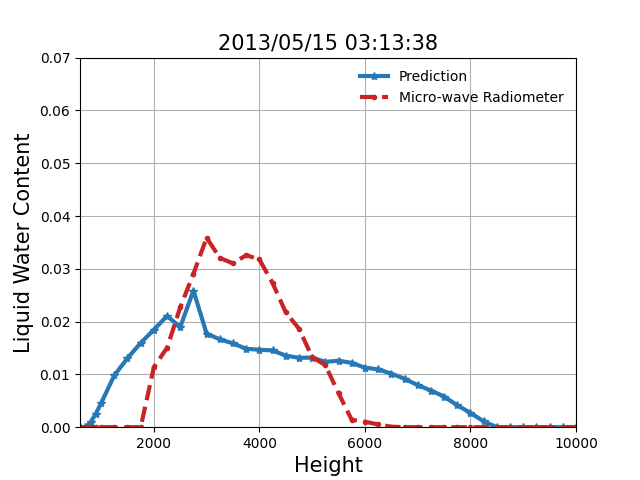 2013/05/15 03:13:38
Prediction
Micro-wave Radiometer
Liquid Water Content
0.07
0.06
0.05
0.04
0.03
0.02
0.01
0.00
2000 4000 6000 8000 10000
Height